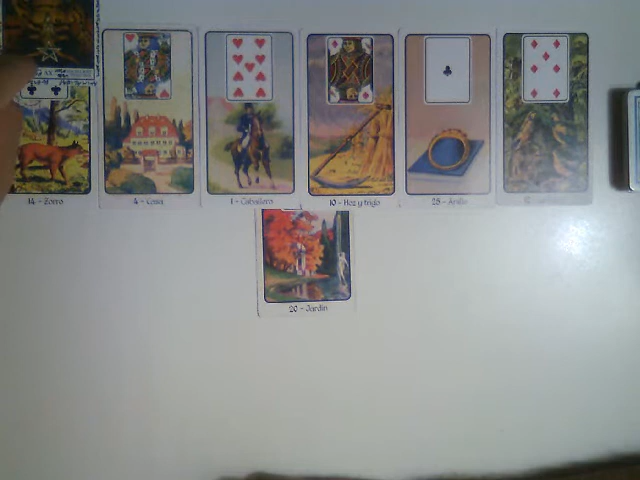 14 - Zorro
4 - Casa
1 - Caballero
10 - Hoz y trigo
25 - Anillo
20 - Jardín